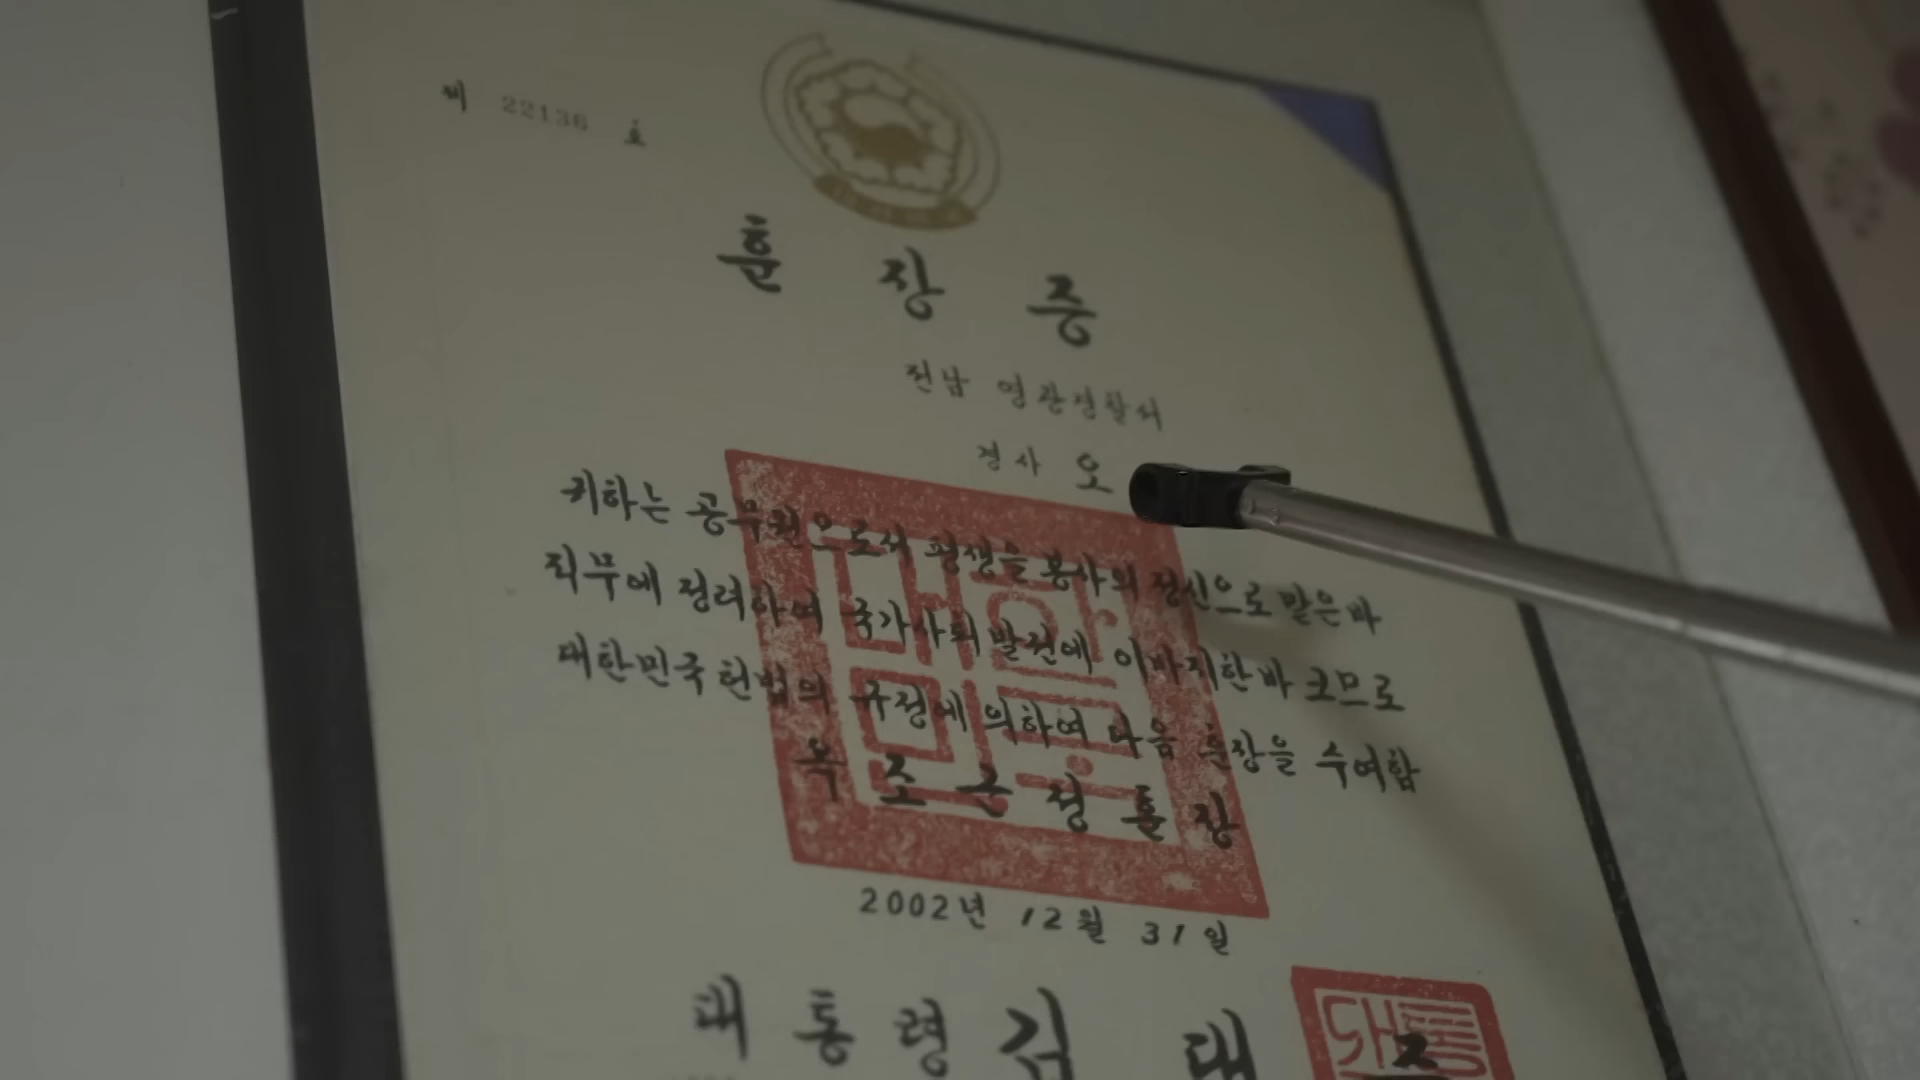 제 22136 호
훈장증
전남 영광경찰서
경사 오
귀하는 공무원으로서 평생을 봉사의 정신으로 맡은바
직무에 정려하여 국가사회발전에 이바지한바 크므로
대한민국헌법의 규정에 의하여 다음 훈장을 수여함
옥조근정훈장
2002년 12월 31일
대통령 김대